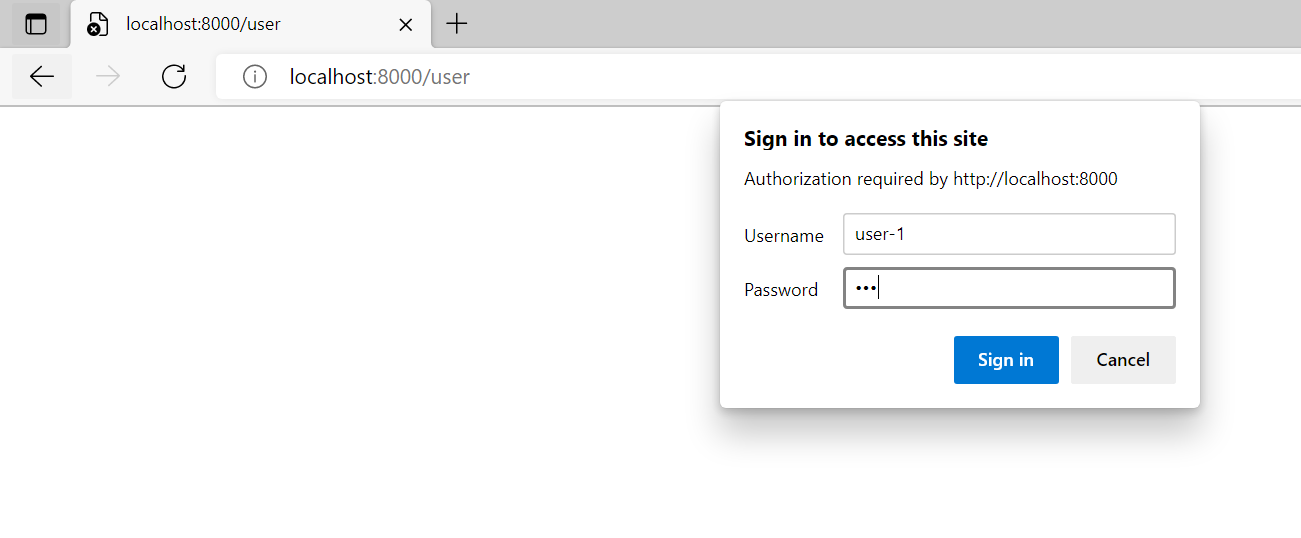 localhost:8000/user
localhost:8000/user
Sign in to access this site
Authorization required by http://localhost:8000
Username user-1
Password •••
Sign in Cancel